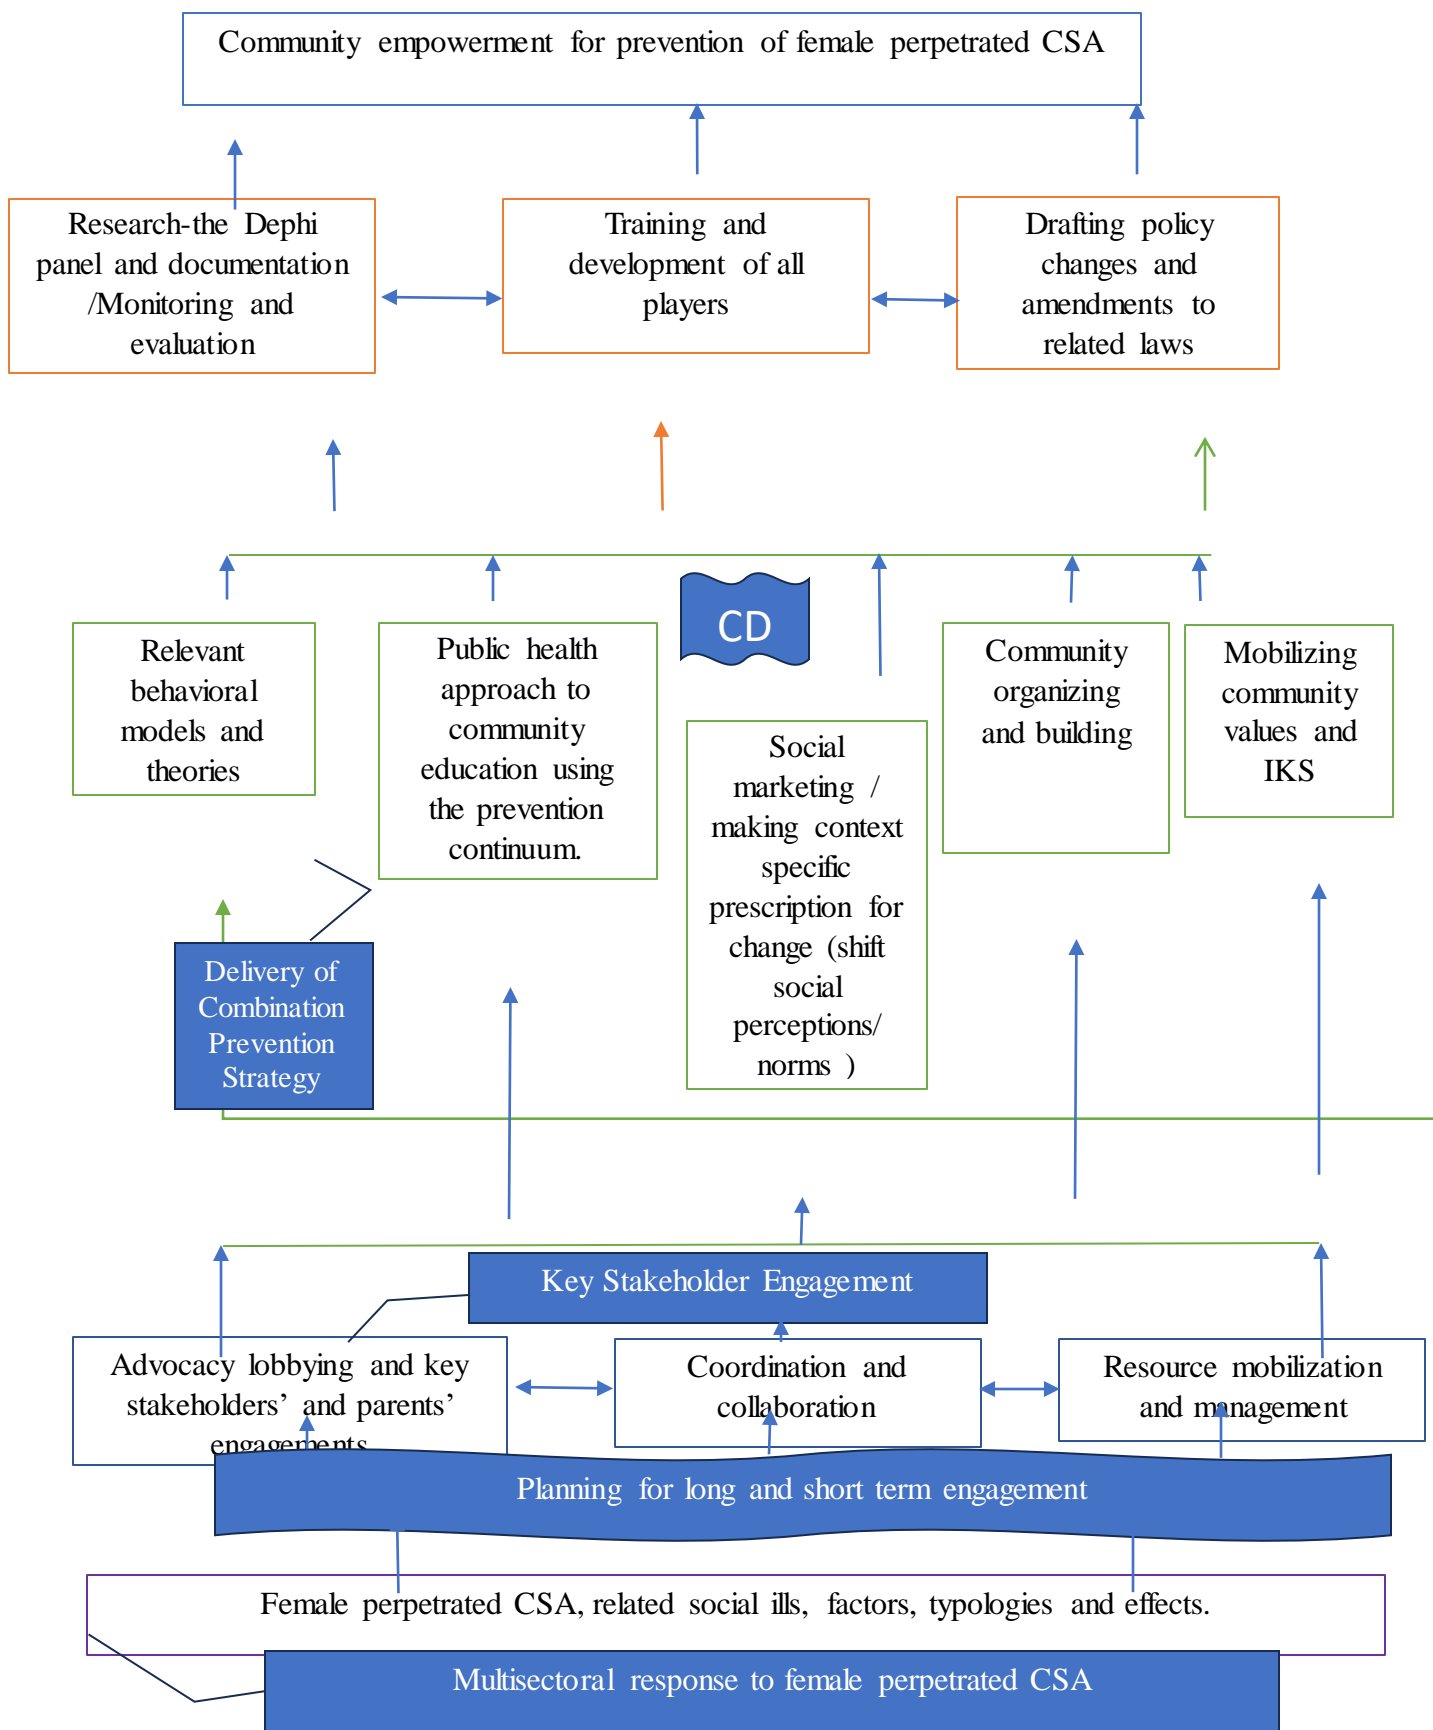 Community empowerment for prevention of female perpetrated CSA
Research-the Dephi
panel and documentation
/Monitoring and
evaluation
Training and
development of all
players
Drafting policy
changes and
amendments to
related laws
CD
Relevant
behavioral
models and
theories
Public health
approach to
community
education using
the prevention
continuum.
Social
marketing /
making context
specific
prescription for
change (shift
social
perceptions/
norms )
Community
organizing
and building
Mobilizing
community
values and
IKS
Delivery of
Combination
Prevention
Strategy
Key Stakeholder Engagement
Advocacy lobbying and key
stakeholders’ and parents’
engagements
Coordination and
collaboration
Resource mobilization
and management
Planning for long and short term engagement
Female perpetrated CSA, related social ills, factors, typologies and effects.
Multisectoral response to female perpetrated CSA